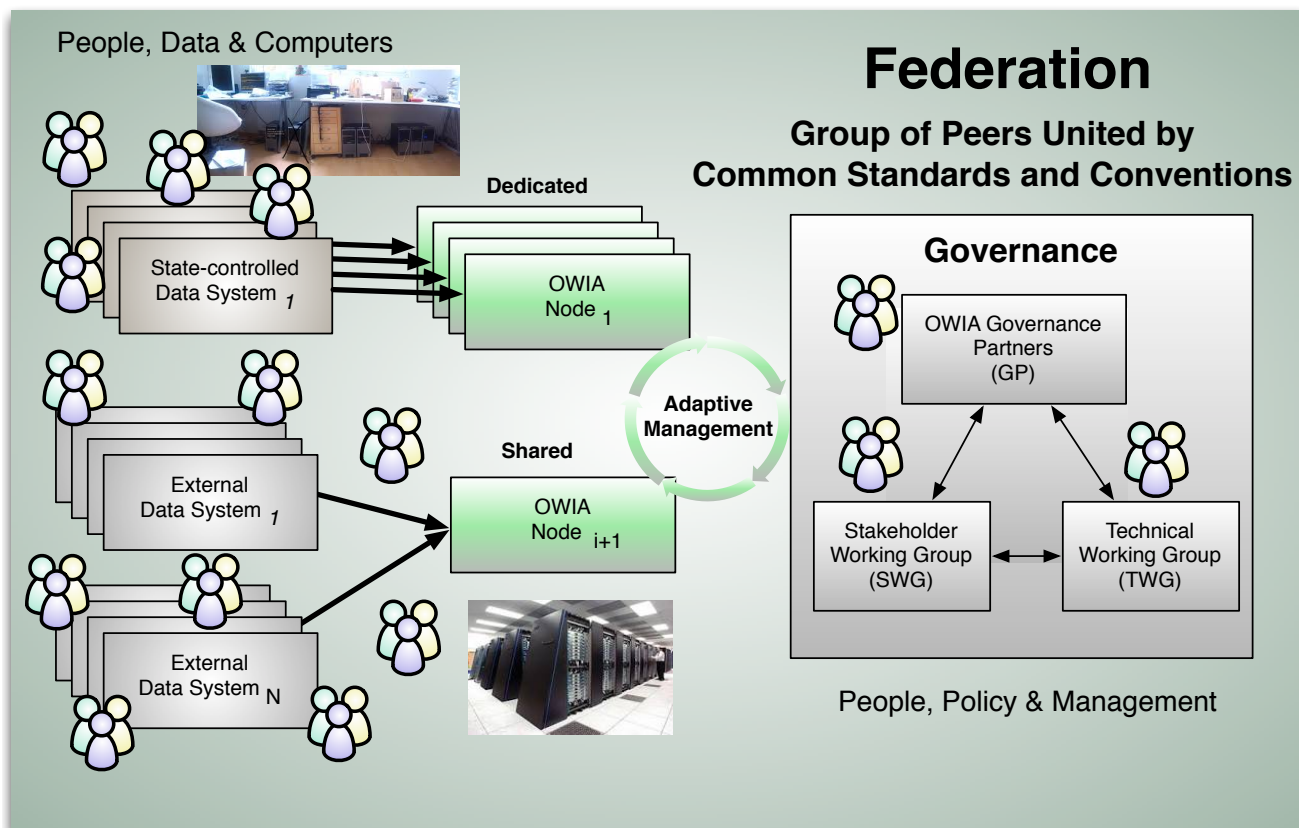 People, Data & Computers
Federation
Group of Peers United by
Common Standards and Conventions
Dedicated
State-controlled
Data System 1
OWIA
Node 1
Governance
OWIA Governance
Partners
(GP)
Adaptive
Management
Shared
External
Data System 1
OWIA
Node i+1
Stakeholder
Working Group
(SWG)
Technical
Working Group
(TWG)
External
Data System N
People, Policy & Management